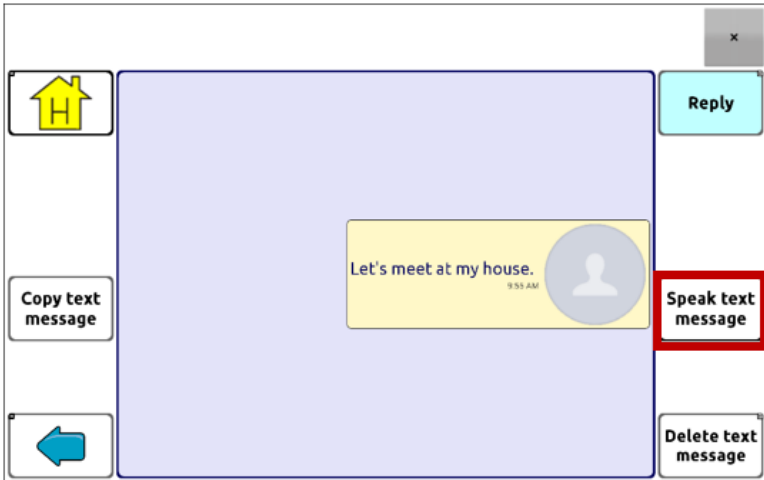 ×
H
Reply
Let's meet at my house.
9:55 AM
Copy text
message
Speak text
message
Delete text
message